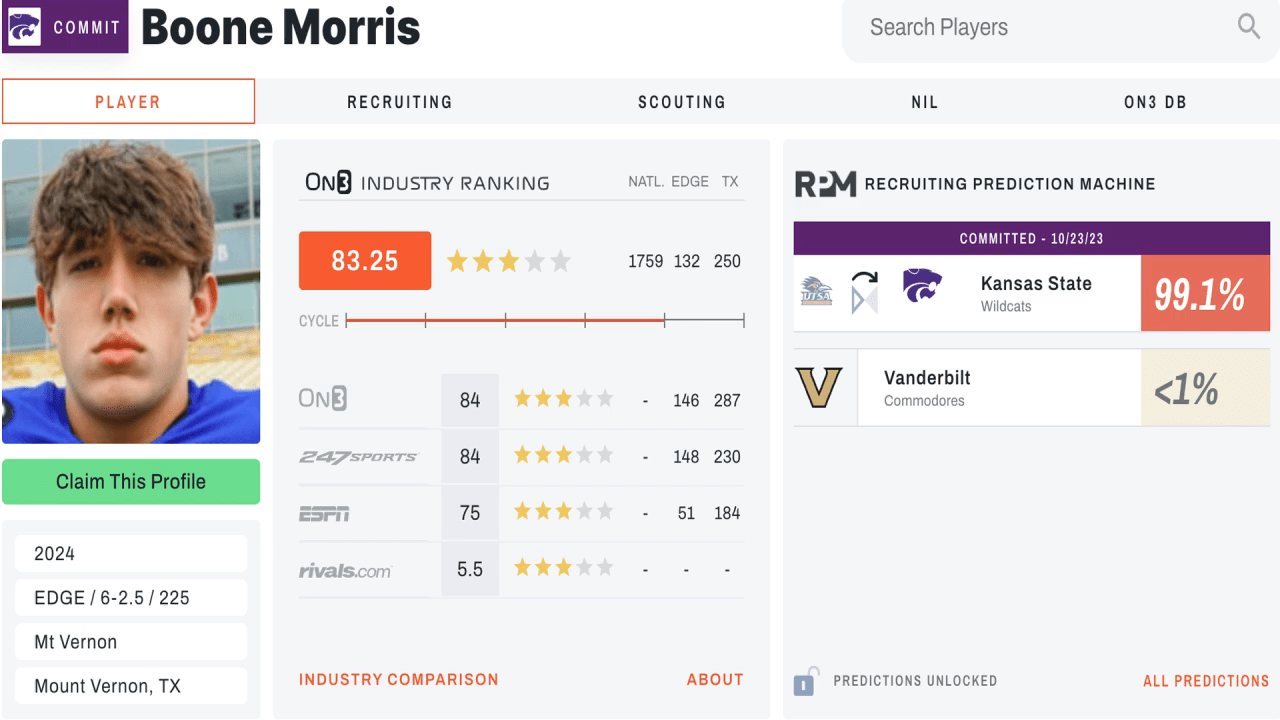 COMMIT Boone Morris
Search Players
PLAYER RECRUITING SCOUTING NIL ON3 DB
ON3 INDUSTRY RANKING NATL. EDGE TX
83.25 1759 132 250
CYCLE
ON3 84 - 146 287
247SPORTS 84 - 148 230
ESPN 75 - 51 184
rivals.com 5.5 - - -
INDUSTRY COMPARISON ABOUT
RPM RECRUITING PREDICTION MACHINE
COMMITTED - 10/23/23
UTSA Kansas State 99.1%
Wildcats
V Vanderbilt <1%
Commodores
PREDICTIONS UNLOCKED ALL PREDICTIONS
Claim This Profile
2024
EDGE / 6-2.5 / 225
Mt Vernon
Mount Vernon, TX